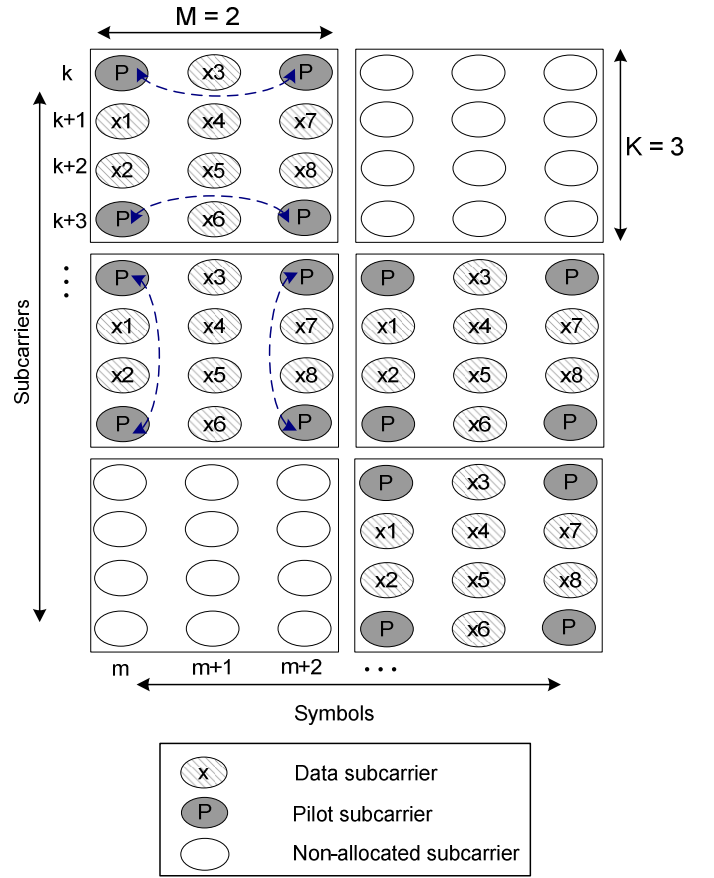 M = 2
k P x3 P
k+1 x1 x4 x7
k+2 x2 x5 x8
k+3 P x6 P
K = 3
...
P x3 P P x3 P
x1 x4 x7 x1 x4 x7
x2 x5 x8 x2 x5 x8
P x6 P P x6 P
Subcarriers
P x3 P
x1 x4 x7
x2 x5 x8
P x6 P
m m+1 m+2 ...
Symbols
x Data subcarrier
P Pilot subcarrier
Non-allocated subcarrier